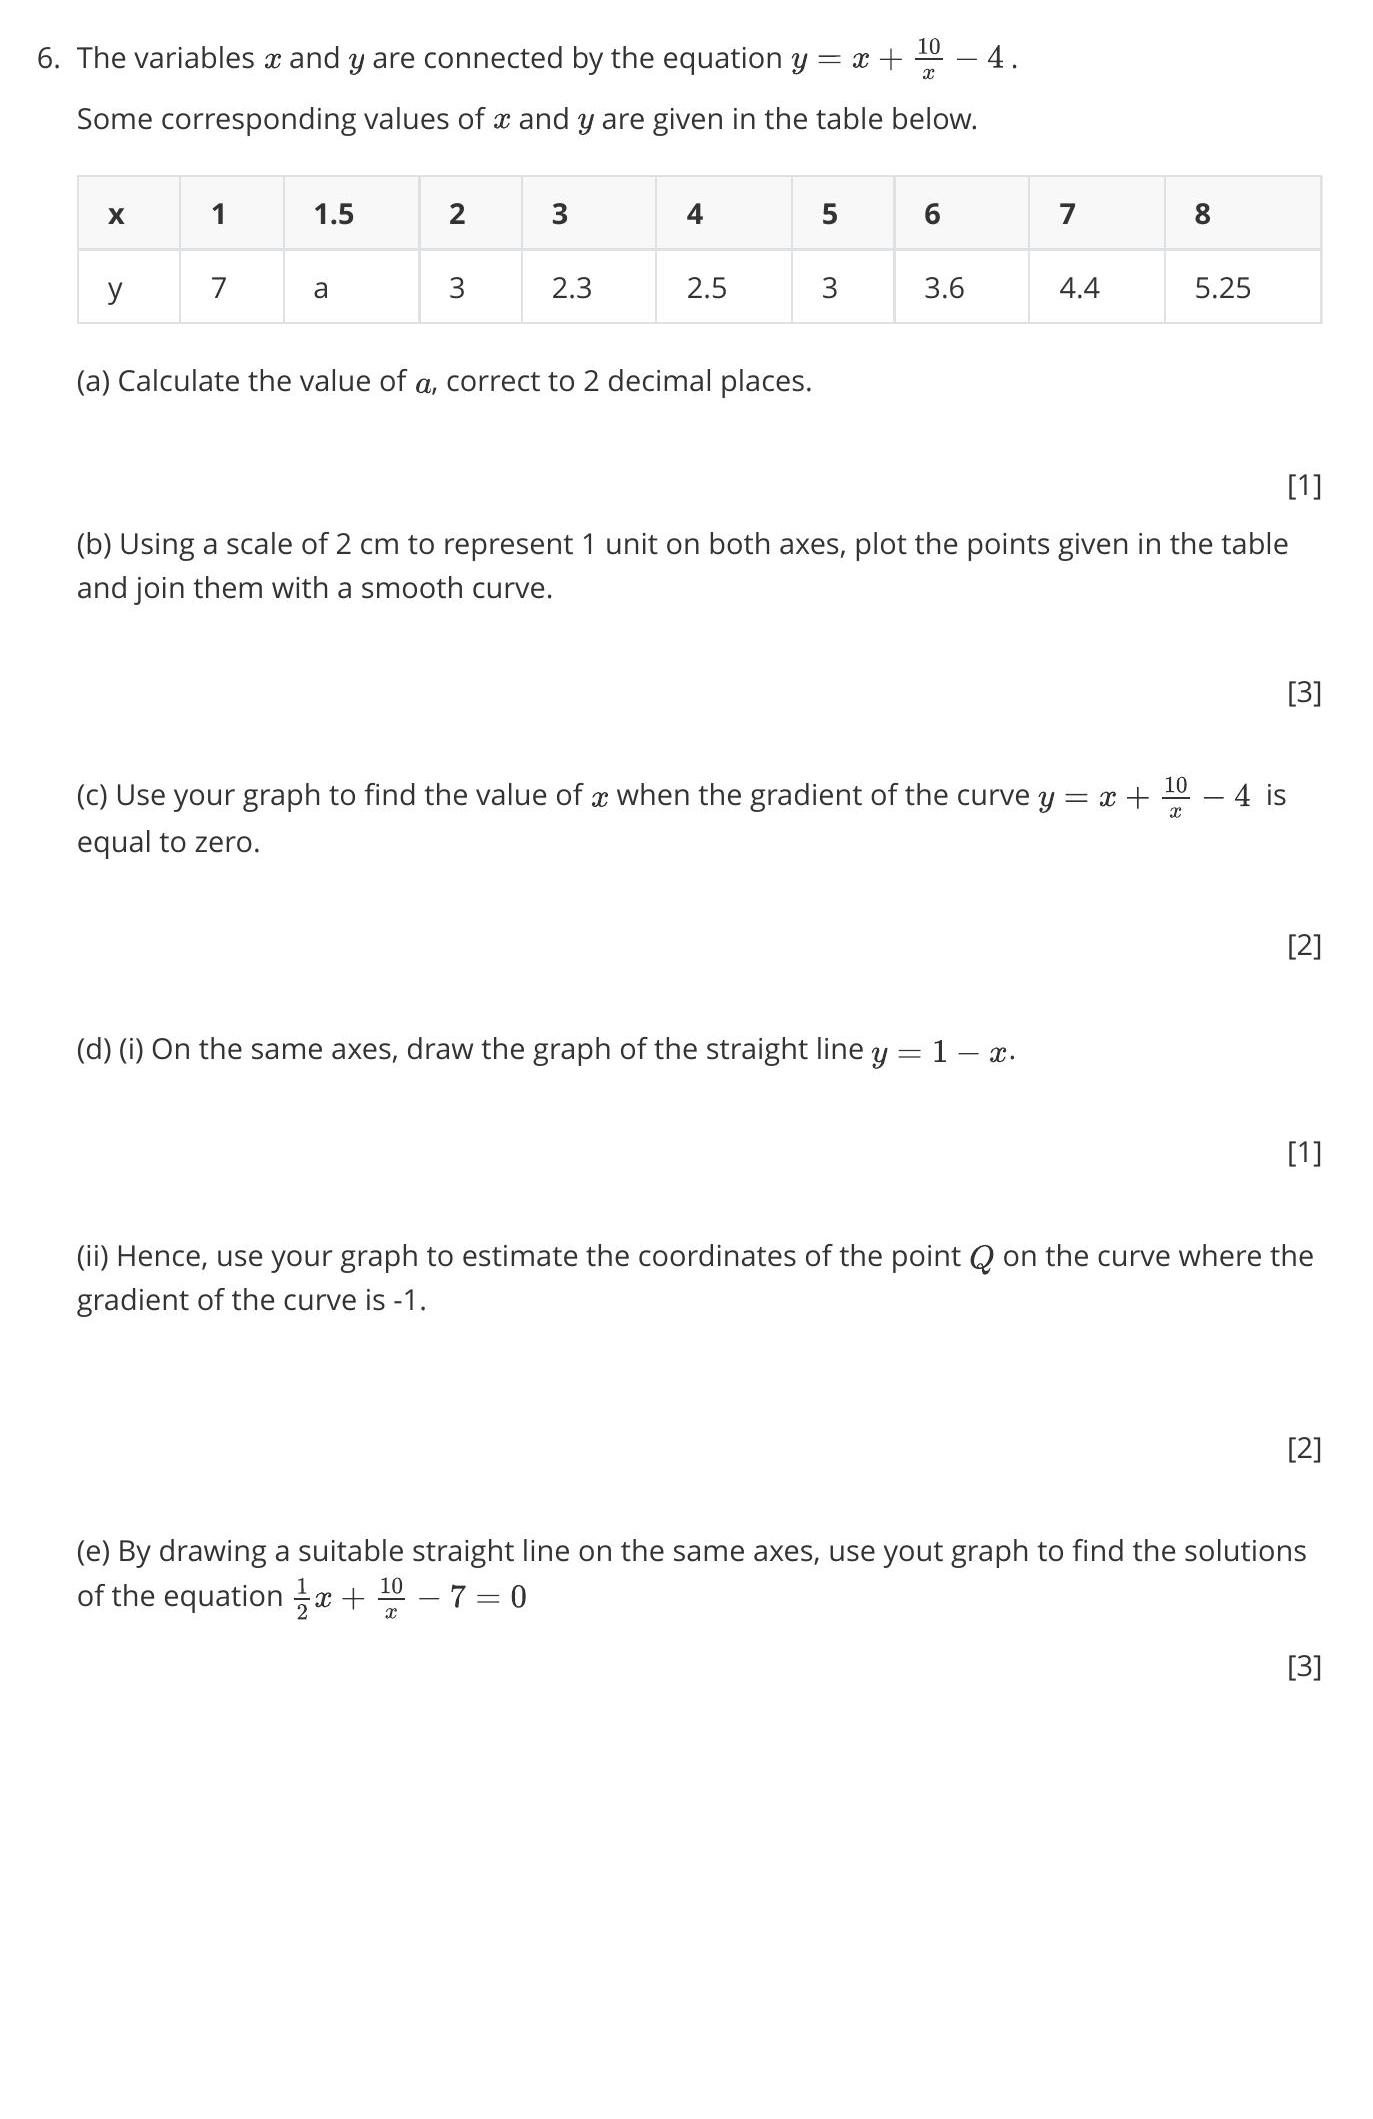 6. The variables x and y are connected by the equation y = x + 10/x − 4 .
Some corresponding values of x and y are given in the table below.
x 1 1.5 2 3 4 5 6 7 8
y 7 a 3 2.3 2.5 3 3.6 4.4 5.25
(a) Calculate the value of a, correct to 2 decimal places.
[1]
(b) Using a scale of 2 cm to represent 1 unit on both axes, plot the points given in the table
and join them with a smooth curve.
[3]
(c) Use your graph to find the value of x when the gradient of the curve y = x + 10/x − 4 is
equal to zero.
[2]
(d) (i) On the same axes, draw the graph of the straight line y = 1 − x.
[1]
(ii) Hence, use your graph to estimate the coordinates of the point Q on the curve where the
gradient of the curve is -1.
[2]
(e) By drawing a suitable straight line on the same axes, use yout graph to find the solutions
of the equation 1/2 x + 10/x − 7 = 0
[3]